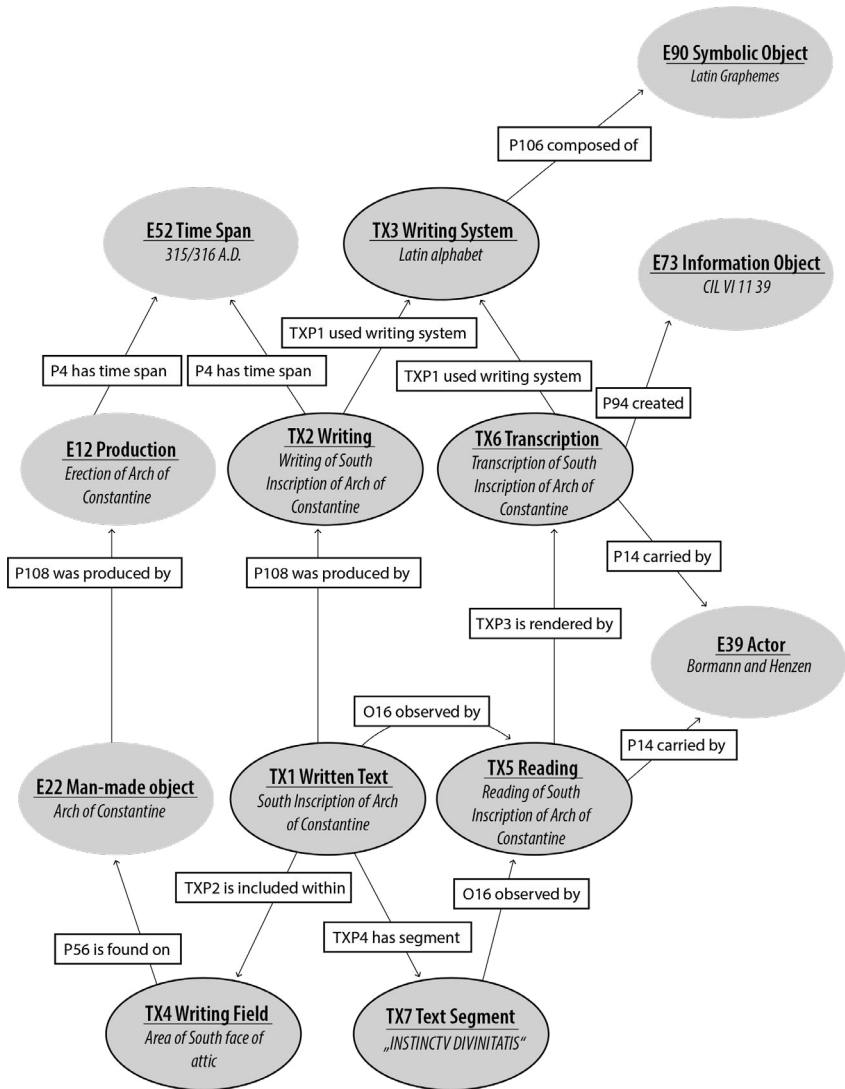 E90 Symbolic Object
Latin Graphemes
P106 composed of
E52 Time Span
315/316 A.D.
TX3 Writing System
Latin alphabet
E73 Information Object
CIL VI 11 39
TXP1 used writing system
P4 has time span
P4 has time span
TXP1 used writing system
P94 created
E12 Production
Erection of Arch of
Constantine
TX2 Writing
Writing of South
Inscription of Arch of
Constantine
TX6 Transcription
Transcription of South
Inscription of Arch of
Constantine
P108 was produced by
P108 was produced by
P14 carried by
TXP3 is rendered by
E39 Actor
Bormann and Henzen
O16 observed by
P14 carried by
E22 Man-made object
Arch of Constantine
TX1 Written Text
South Inscription of Arch
of Constantine
TX5 Reading
Reading of South
Inscription of Arch of
Constantine
TXP2 is included within
O16 observed by
TXP4 has segment
P56 is found on
TX4 Writing Field
Area of South face of
attic
TX7 Text Segment
„INSTINCTV DIVINITATIS“